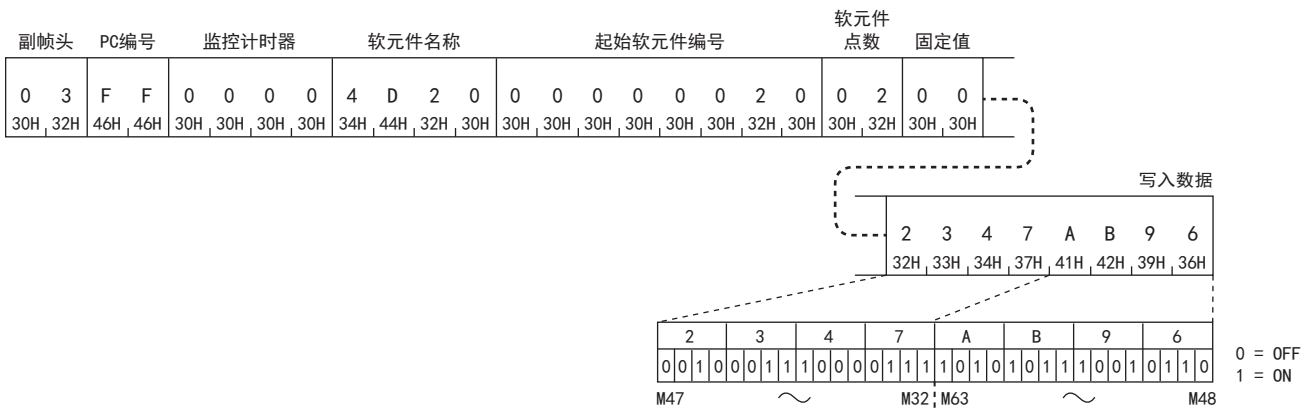 副帧头 PC编号 监控计时器 软元件名称 起始软元件编号 软元件点数 固定值
0 3 F F 0 0 0 0 4 D 2 0 0 0 0 0 0 0 2 0 0 2 0 0
30H 32H 46H 46H 30H 30H 30H 30H 34H 44H 32H 30H 30H 30H 30H 30H 30H 30H 32H 30H 30H 32H 30H 30H
写入数据
2 3 4 7 A B 9 6
32H 33H 34H 37H 41H 42H 39H 36H
2 3 4 7 A B 9 6
0 0 1 0 0 0 1 1 1 0 0 0 0 1 1 1 1 0 1 0 1 0 1 1 1 0 0 1 0 1 1 0
0 = OFF
1 = ON
M47 ～ M32 M63 ～ M48